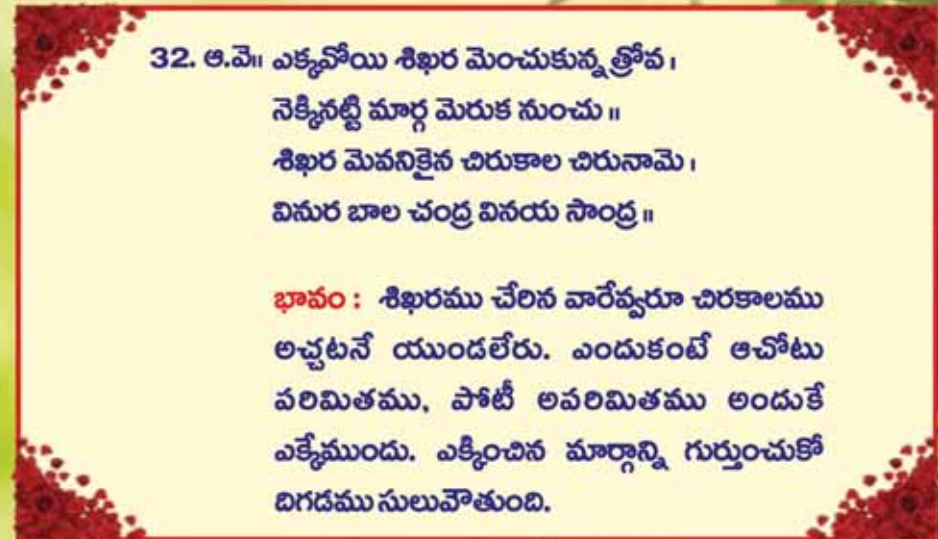 32. ఆ.వె॥ ఎక్కవోయి శిఖర మెంచుకున్న త్రోవ।
నెక్కినట్టి మార్గ మెరుక నుంచు॥
శిఖర మెవనికైన చిరుకాల చిరునామె।
వినుర బాల చంద్ర వినయ సాంద్ర॥
భావం : శిఖరము చేరిన వారేవ్వరూ చిరకాలము
అచ్చటనే యుండలేరు. ఎందుకంటే ఆచోటు
పరిమితము, పోటీ అపరిమితము అందుకే
ఎక్కేముందు. ఎక్కించిన మార్గాన్ని గుర్తుంచుకో
దిగడము సులువౌతుంది.